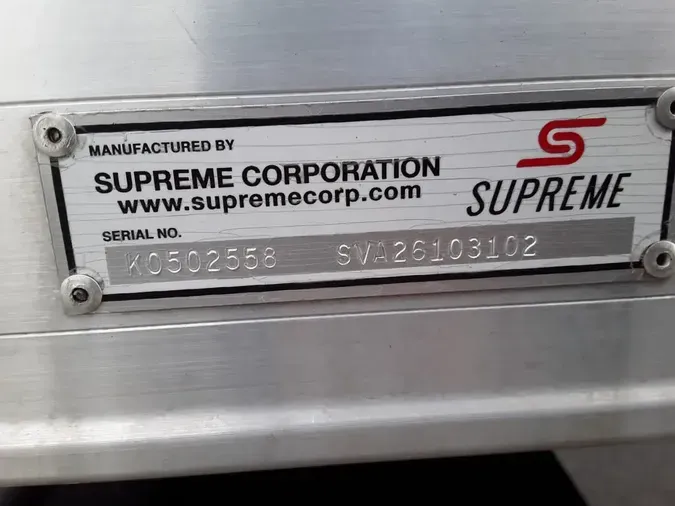 MANUFACTURED BY
SUPREME CORPORATION
www.supremecorp.com
SUPREME
SERIAL NO.
K0502558 SVA26103102